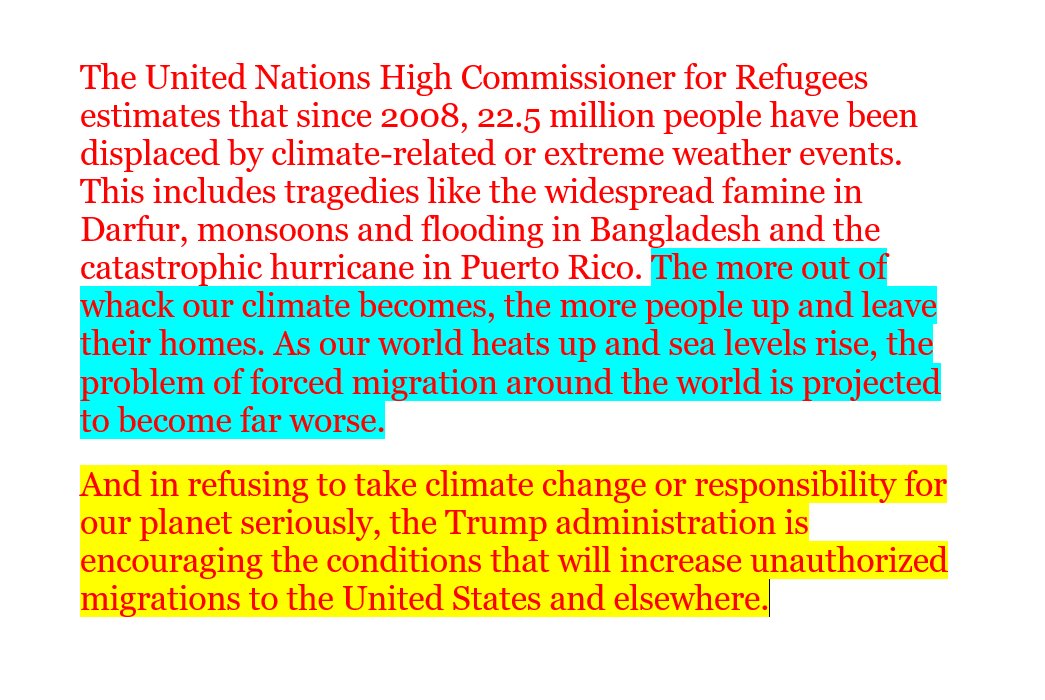 The United Nations High Commissioner for Refugees
estimates that since 2008, 22.5 million people have been
displaced by climate-related or extreme weather events.
This includes tragedies like the widespread famine in
Darfur, monsoons and flooding in Bangladesh and the
catastrophic hurricane in Puerto Rico. The more out of
whack our climate becomes, the more people up and leave
their homes. As our world heats up and sea levels rise, the
problem of forced migration around the world is projected
to become far worse.
And in refusing to take climate change or responsibility for
our planet seriously, the Trump administration is
encouraging the conditions that will increase unauthorized
migrations to the United States and elsewhere.